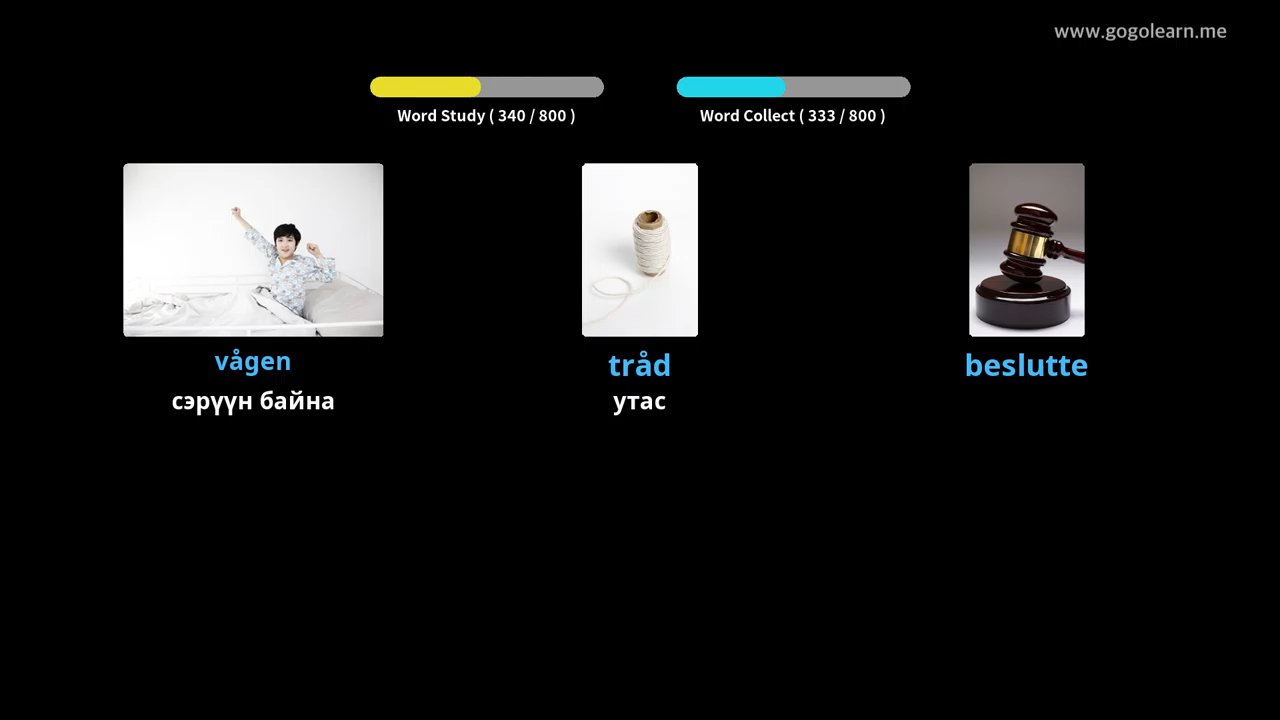 www.gogolearn.me
Word Study ( 340 / 800 )
Word Collect ( 333 / 800 )
vågen
tråd
beslutte
сэрүүн байна
утас